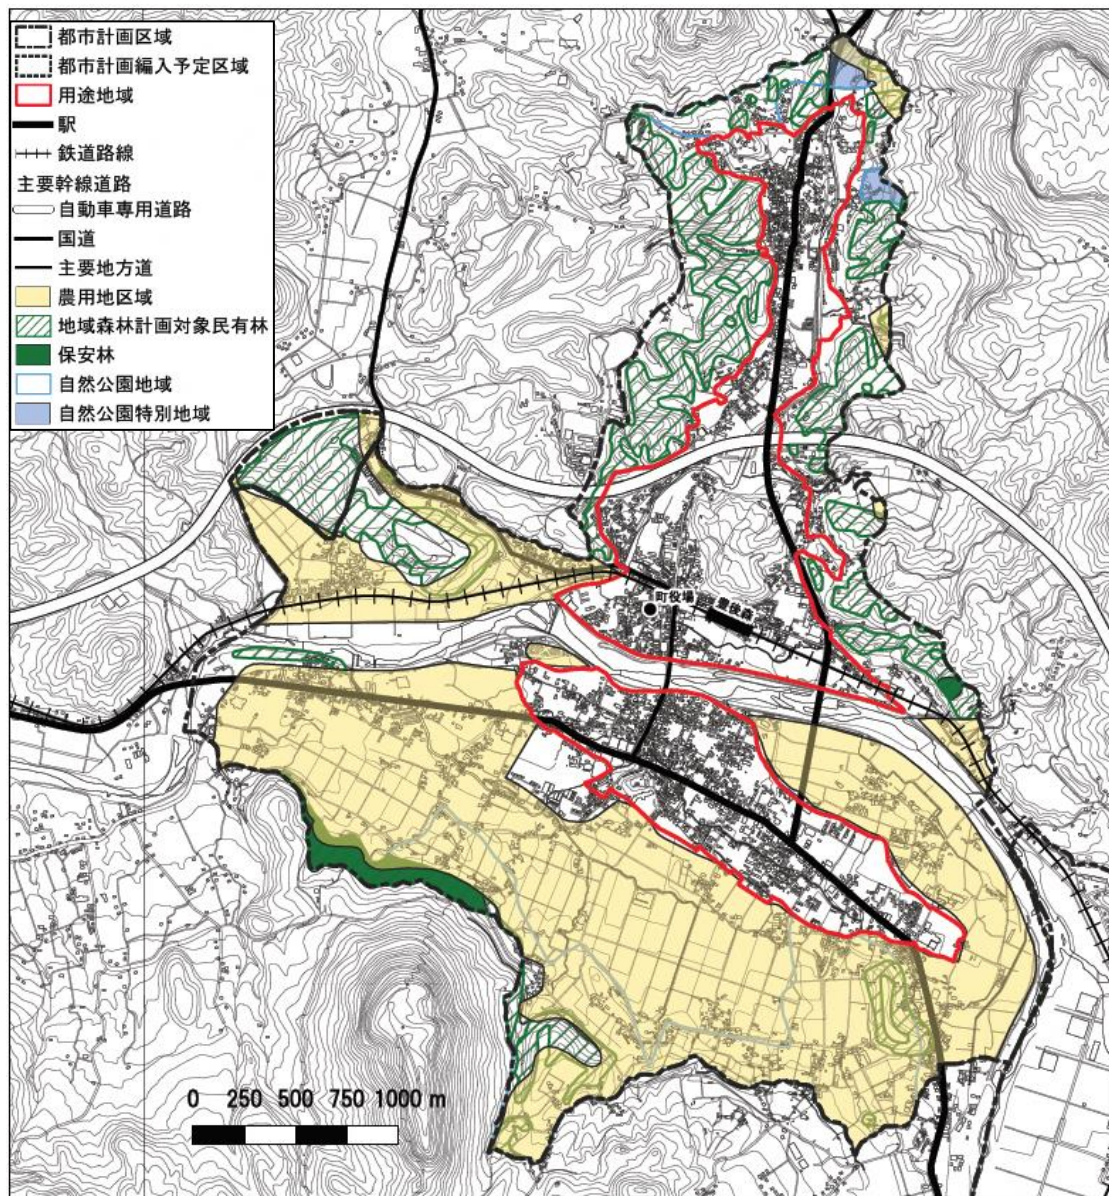 都市計画区域
都市計画編入予定区域
用途地域
駅
鉄道路線
主要幹線道路
自動車専用道路
国道
主要地方道
農用地区域
地域森林計画対象民有林
保安林
自然公園地域
自然公園特別地域
町役場
豊後森
0 250 500 750 1000 m